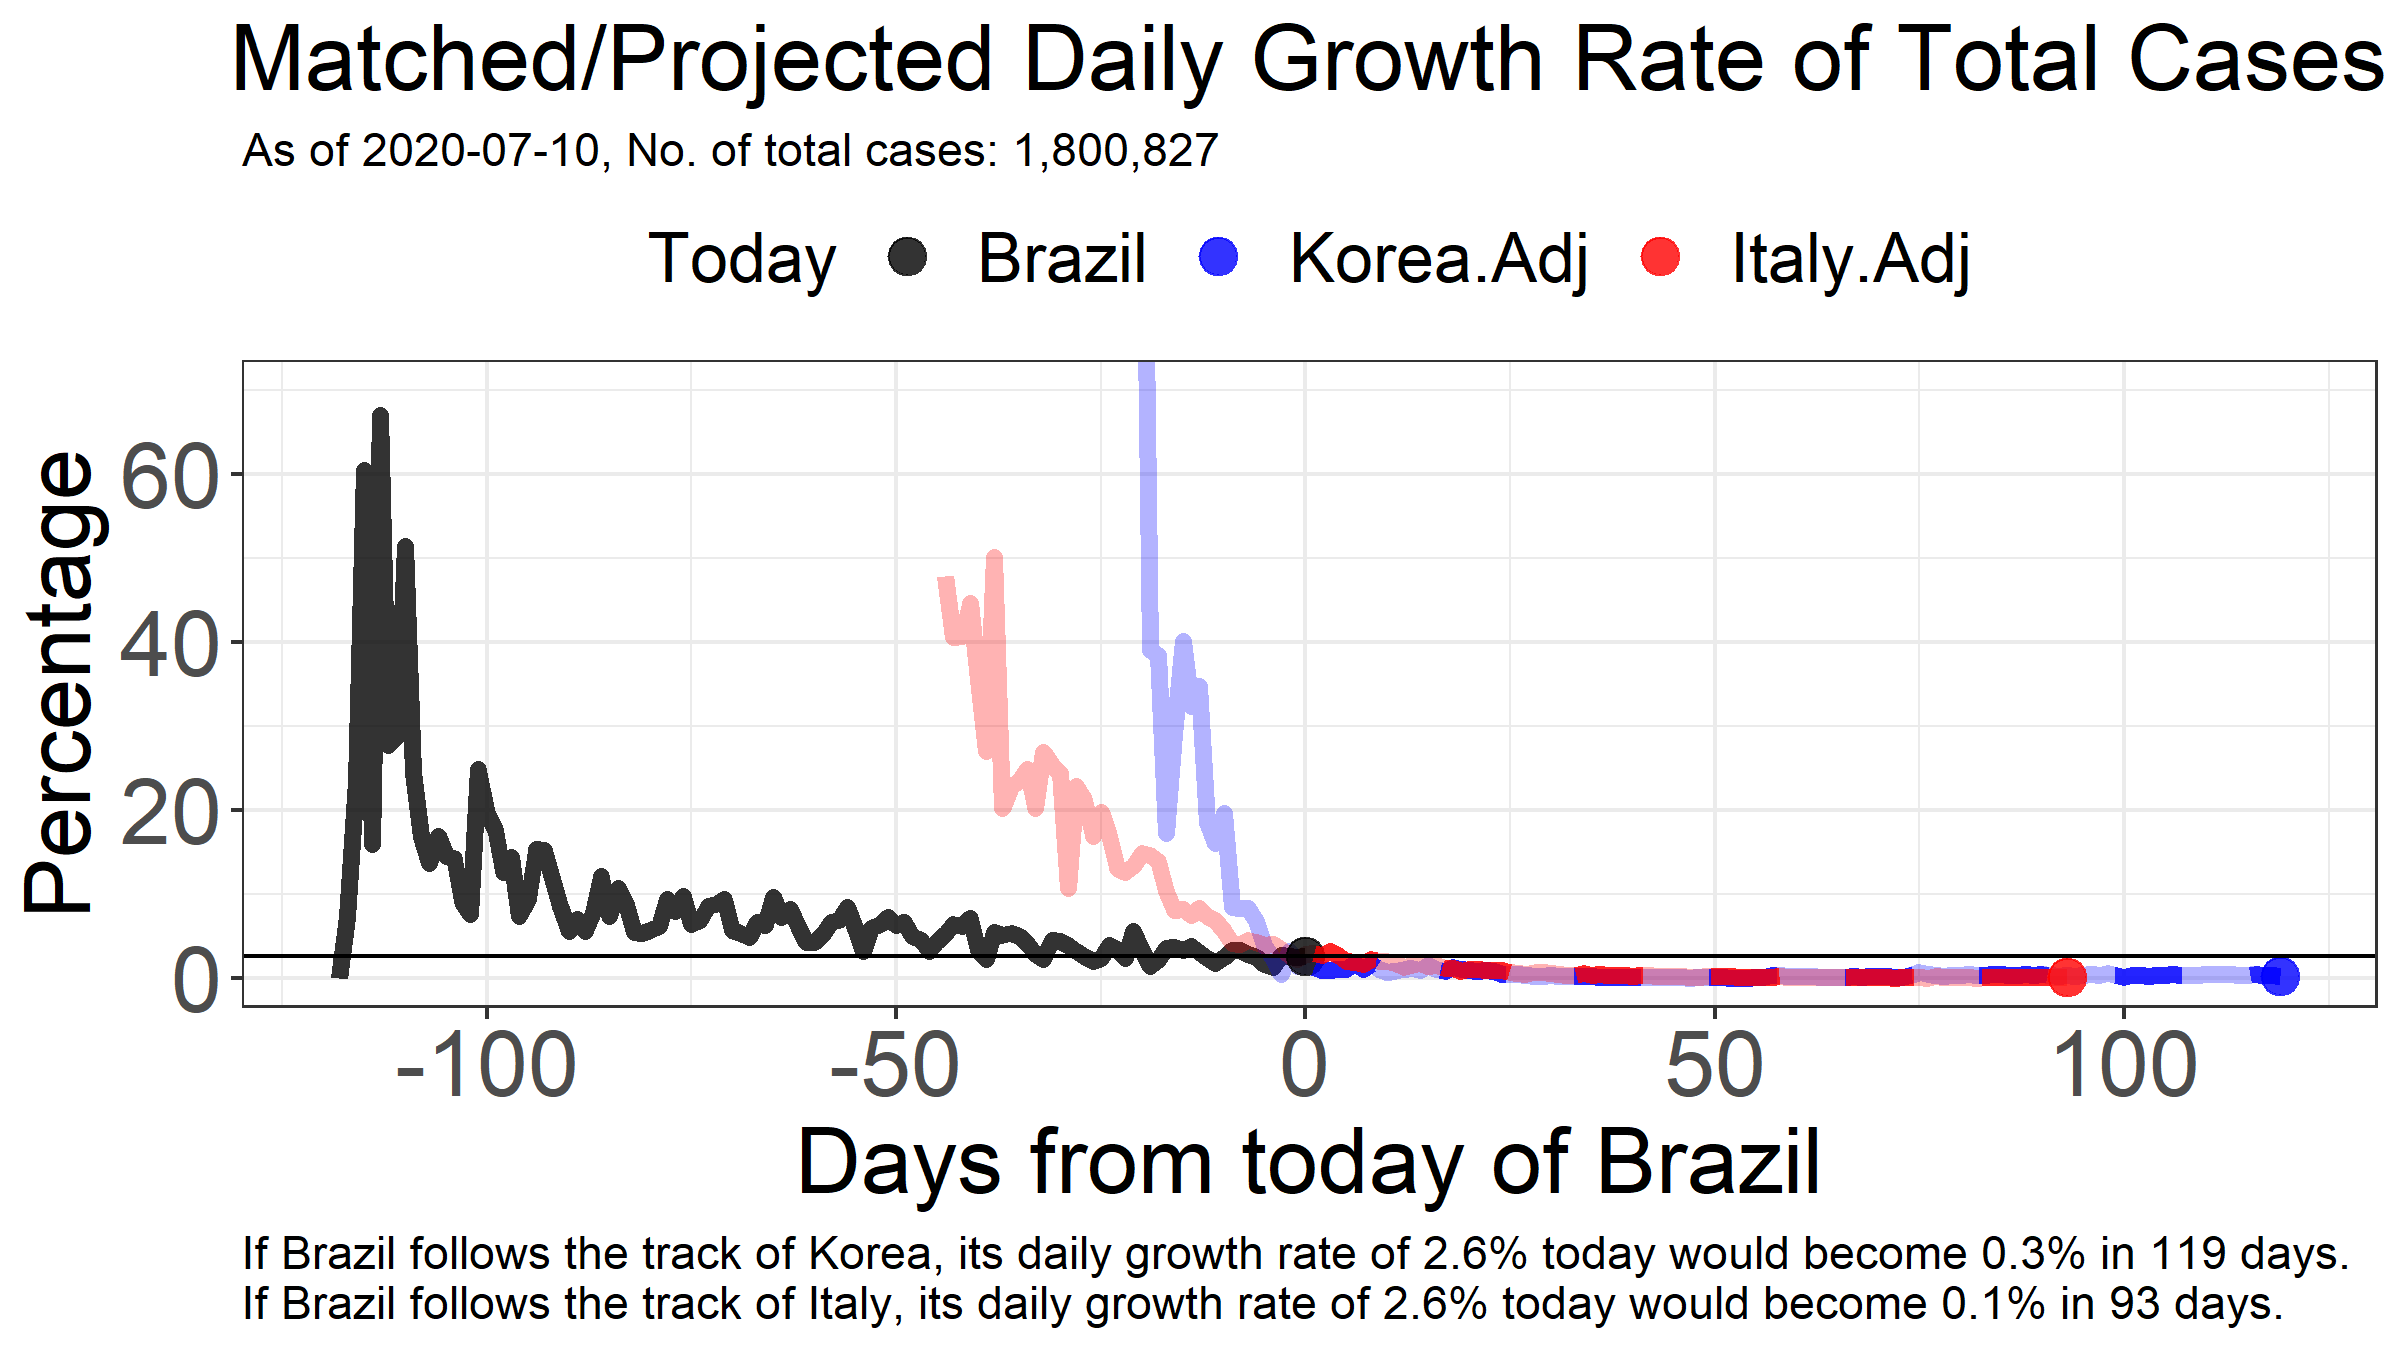 Matched/Projected Daily Growth Rate of Total Cases
As of 2020-07-10, No. of total cases: 1,800,827
Today Brazil Korea.Adj Italy.Adj
Percentage
60
40
20
0
-100 -50 0 50 100
Days from today of Brazil
If Brazil follows the track of Korea, its daily growth rate of 2.6% today would become 0.3% in 119 days.
If Brazil follows the track of Italy, its daily growth rate of 2.6% today would become 0.1% in 93 days.